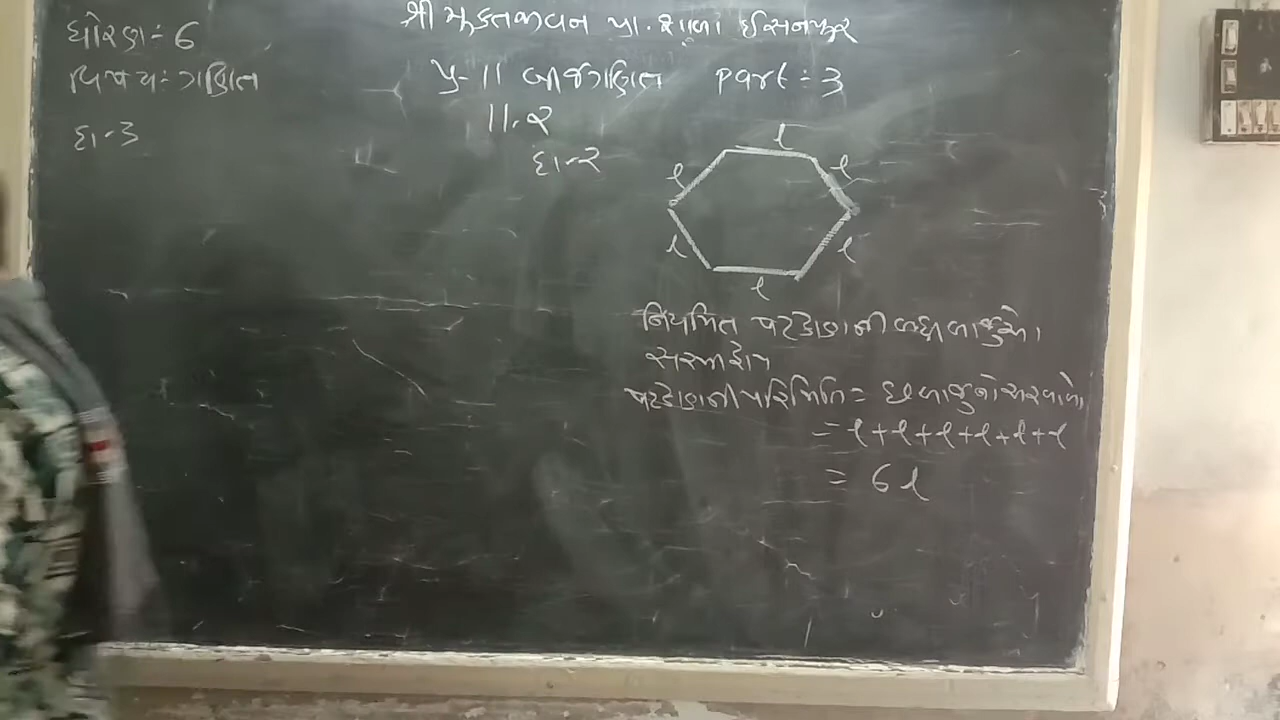 શ્રી મુક્તજીવન પ્રા. શાળા ઈસનપુર
ધોરણ:- 6
વિષય:- ગણિત
પ્ર-11 બીજગણિત part:- 3
11.2
દા-3
દા-2
l
l
l
l
l
l
નિયમિત ષટ્કોણની બધી બાજુઓ
સરખી હોય
ષટ્કોણની પરિમિતિ = છ બાજુનો સરવાળો
= l+l+l+l+l+l
= 6l